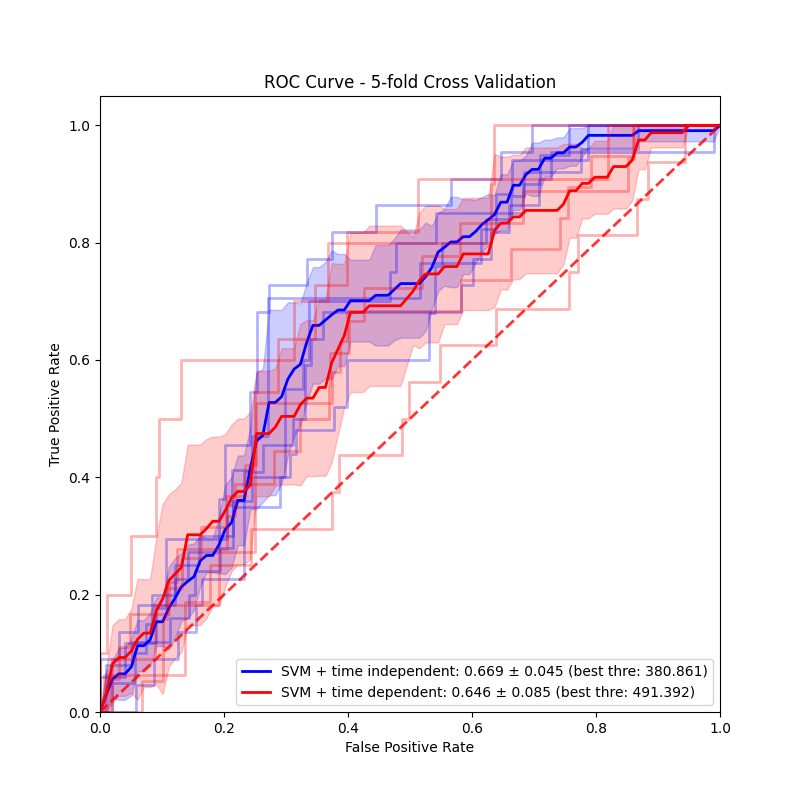 ROC Curve - 5-fold Cross Validation
True Positive Rate
1.0
0.8
0.6
0.4
0.2
0.0
SVM + time independent: 0.669 ± 0.045 (best thre: 380.861)
SVM + time dependent: 0.646 ± 0.085 (best thre: 491.392)
0.0 0.2 0.4 0.6 0.8 1.0
False Positive Rate